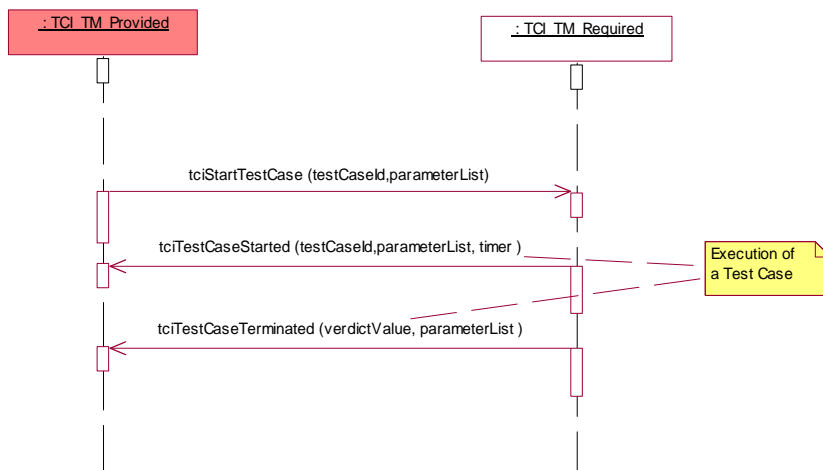 : TCI_TM_Provided
: TCI_TM_Required
tciStartTestCase (testCaseId,parameterList)
tciTestCaseStarted (testCaseId,parameterList, timer )
Execution of
a Test Case
tciTestCaseTerminated (verdictValue, parameterList )